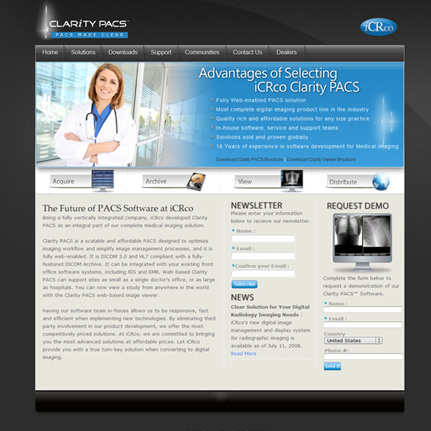 CLARITY PACS™
PACS MADE CLEAR
iCRco
Home Solutions Downloads Support Communities Contact Us Dealers
Advantages of Selecting
iCRco Clarity PACS
Fully Web-enabled PACS solution
Most complete digital imaging product line in the industry
Quality rich and affordable solutions for any size practice
In-house software, service and support teams
Solutions sold and proven globally
16 Years of experience in software development for Medical imaging
Download Clarity PACS Brochure Download Clarity Viewer Brochure
Acquire Archive View Distribute
The Future of PACS Software at iCRco
Being a fully vertically integrated company, iCRco developed Clarity
PACS as an integral part of our complete medical imaging solution.
Clarity PACS is a scalable and affordable PACS designed to optimize
imaging workflow and simplify image management processes, and it is
fully web-enabled. It is DICOM 3.0 and HL7 compliant with a fully-
featured DICOM Archive. It can be integrated with your existing front
office software systems, including RIS and EMR. Web-based Clarity
PACS can support sites as small as a single doctor's office, or as large
as hospitals. You can now view a study from anywhere in the world
with the Clarity PACS web-based image viewer.
Having our software team in-house allows us to be responsive, fast
and efficient when implementing new technologies. By eliminating third
party involvement in our product development, we offer the most
competitively priced solutions. At iCRco, we are committed to bringing
you the most advanced solutions at affordable prices. Let iCRco
provide you with a true turn-key solution when converting to digital
imaging.
NEWSLETTER
Please enter your information
below to receive our newsletter.
* Name :
* Email :
*Confirm your Email :
Subscribe
NEWS
Clear Solution for Your Digital
Radiology Imaging Needs :
iCRco's new digital image
management and display
system for radiographic imaging is
available as of July 11, 2008.
Read More
REQUEST DEMO
Complete the form below to
request a demonstration of our
Clarity PACS™ Software.
* Name :
* Email :
Country
United States
Phone #:
Send it